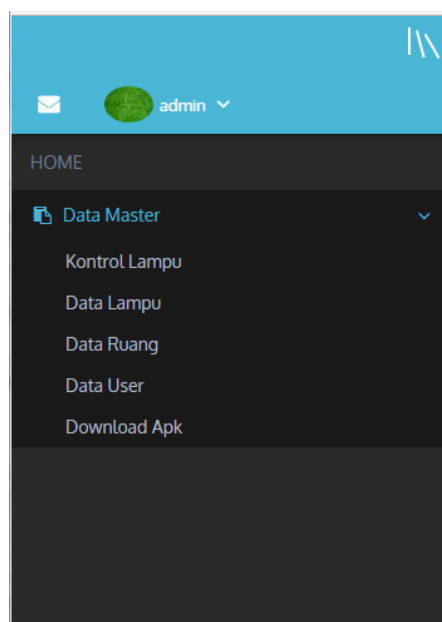 admin
HOME
Data Master
Kontrol Lampu
Data Lampu
Data Ruang
Data User
Download Apk